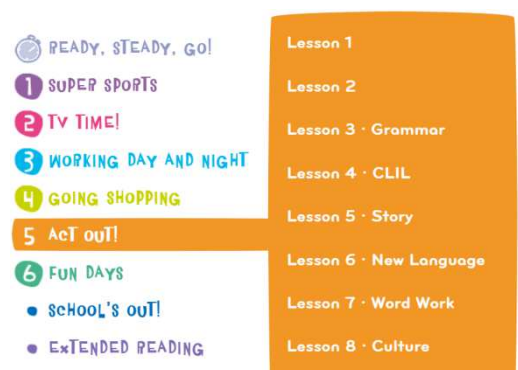 READY, STEADY, GO!
1 SUPER SPORTS
2 TV TIME!
3 WORKING DAY AND NIGHT
4 GOING SHOPPING
5 ACT OUT!
6 FUN DAYS
• SCHOOL'S OUT!
• EXTENDED READING
Lesson 1
Lesson 2
Lesson 3 · Grammar
Lesson 4 · CLIL
Lesson 5 · Story
Lesson 6 · New Language
Lesson 7 · Word Work
Lesson 8 · Culture